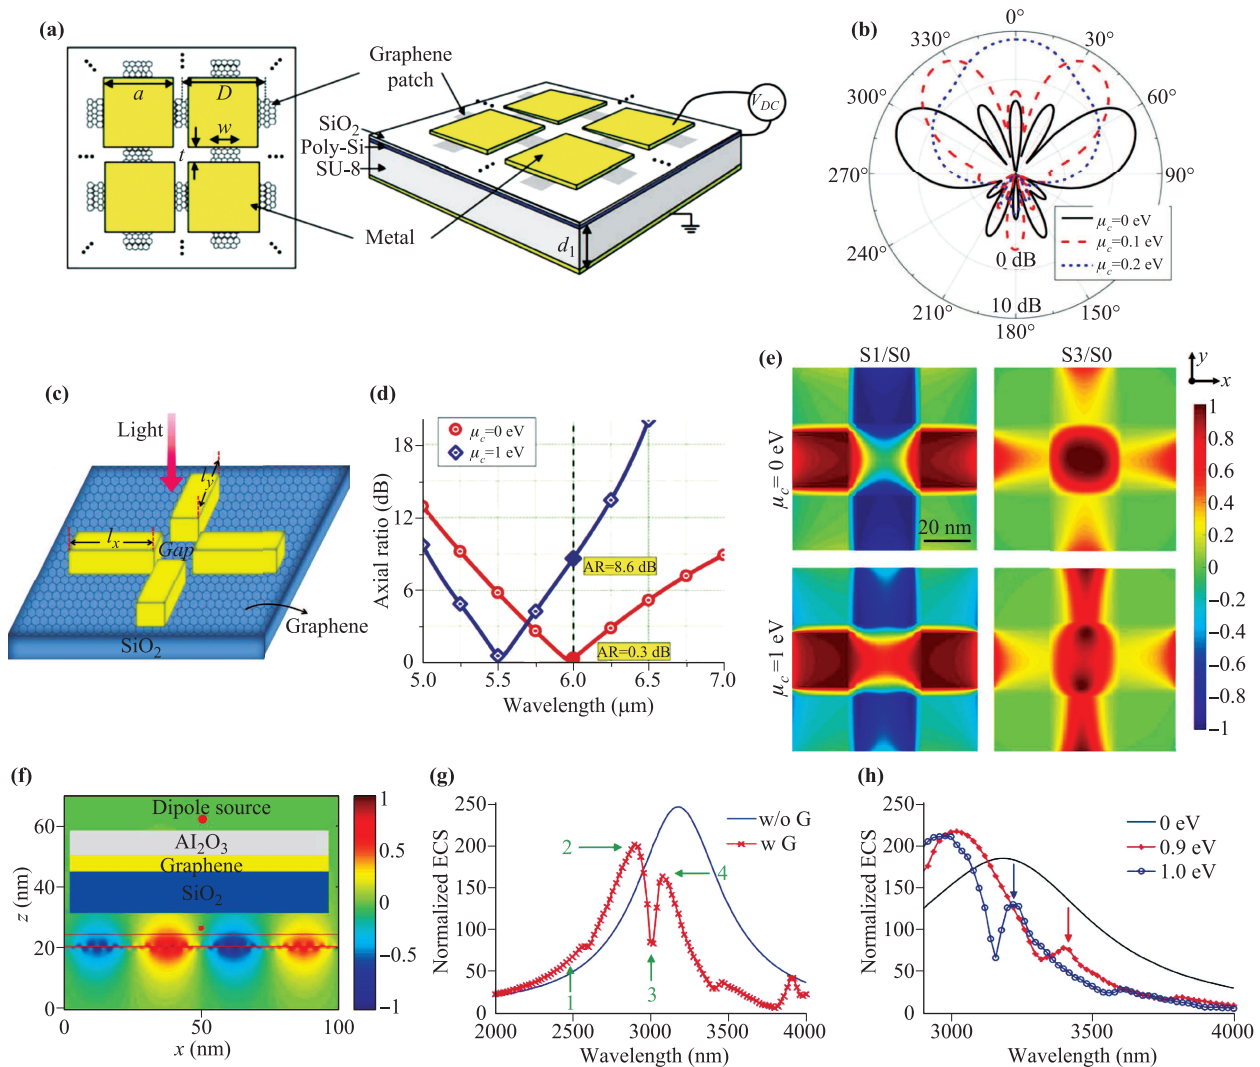 (a)
a
D
w
t
Graphene
patch
SiO2
Poly-Si
SU-8
Metal
VDC
d1
(b)
0°
330°
30°
300°
60°
270°
90°
240°
210°
150°
180°
0 dB
10 dB
μc=0 eV
μc=0.1 eV
μc=0.2 eV
(c)
Light
ly
lx
Gap
Graphene
SiO2
(d)
μc=0 eV
μc=1 eV
AR=8.6 dB
AR=0.3 dB
Axial ratio (dB)
18
12
6
0
5.0 5.5 6.0 6.5 7.0
Wavelength (μm)
(e)
S1/S0 S3/S0
y
x
μc= 0 eV
μc= 1 eV
20 nm
1
0.8
0.6
0.4
0.2
0
−0.2
−0.4
−0.6
−0.8
−1
(f)
Dipole source
Al2O3
Graphene
SiO2
z (nm)
60
40
20
0
0 50 100
x (nm)
1
0.5
0
−0.5
−1
(g)
Normalized ECS
250
200
150
100
50
0
w/o G
w G
1
2
3
4
2000 2500 3000 3500 4000
Wavelength (nm)
(h)
Normalized ECS
250
200
150
100
50
0
0 eV
0.9 eV
1.0 eV
3000 3500 4000
Wavelength (nm)